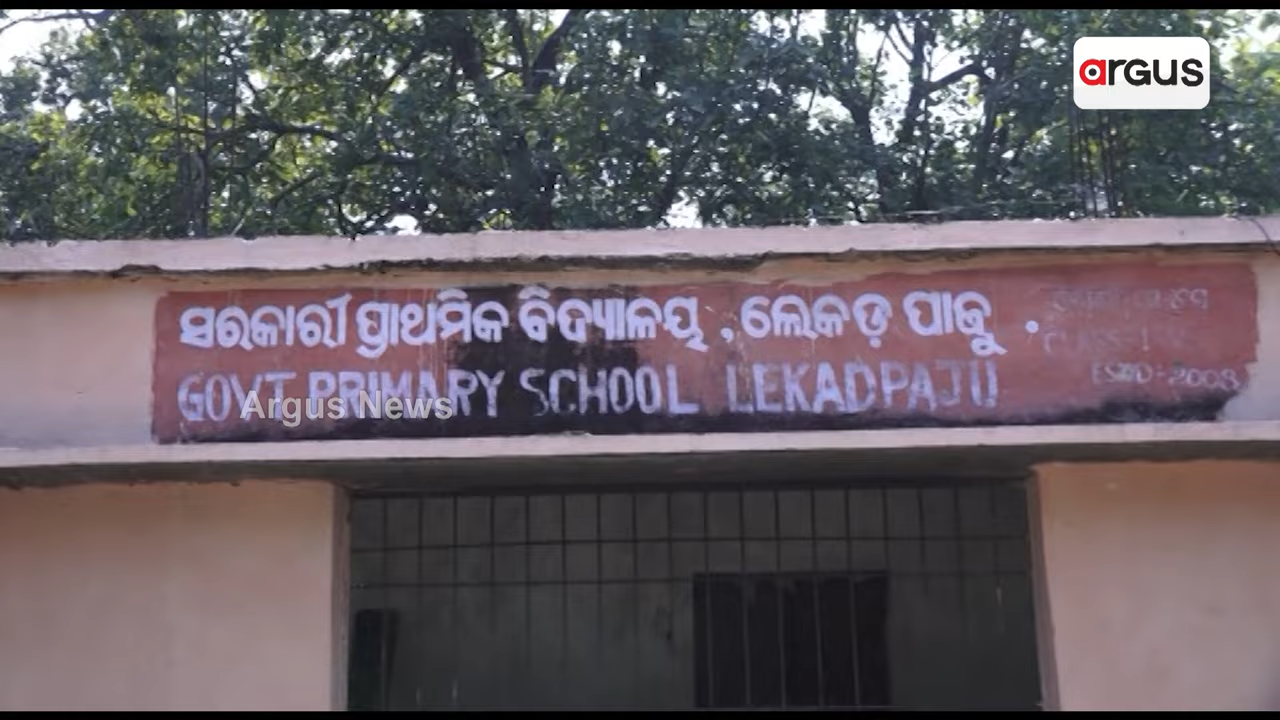 argus
ସରକାରୀ ପ୍ରାଥମିକ ବିଦ୍ୟାଳୟ , ଲେକଡ଼ ପାଜୁ .
GOVT. PRIMARY SCHOOL LEKADPAJU
ESTD-2008
Argus News